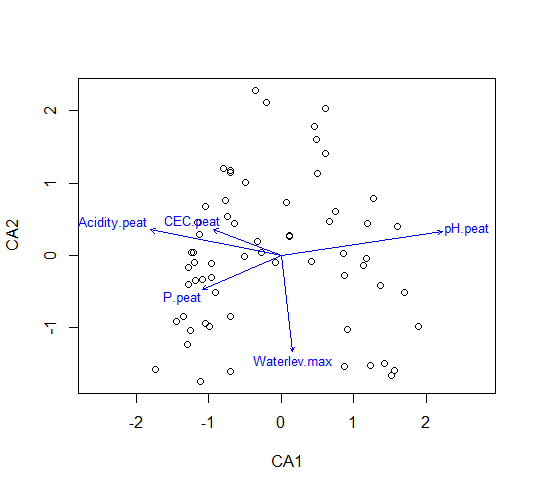 2
1
0
-1
CA2
Acidity.peat
CEC.peat
pH.peat
P.peat
Waterlev.max
-2 -1 0 1 2
CA1